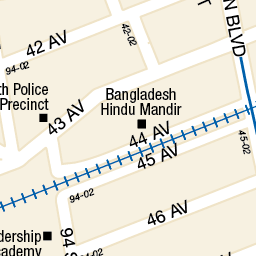 42 AV
42-02
N BLVD
94-02
th Police
Precinct
43 AV
Bangladesh
Hindu Mandir
44 AV
45 AV
45-02
94-02
46 AV
94 S
dership
cademy